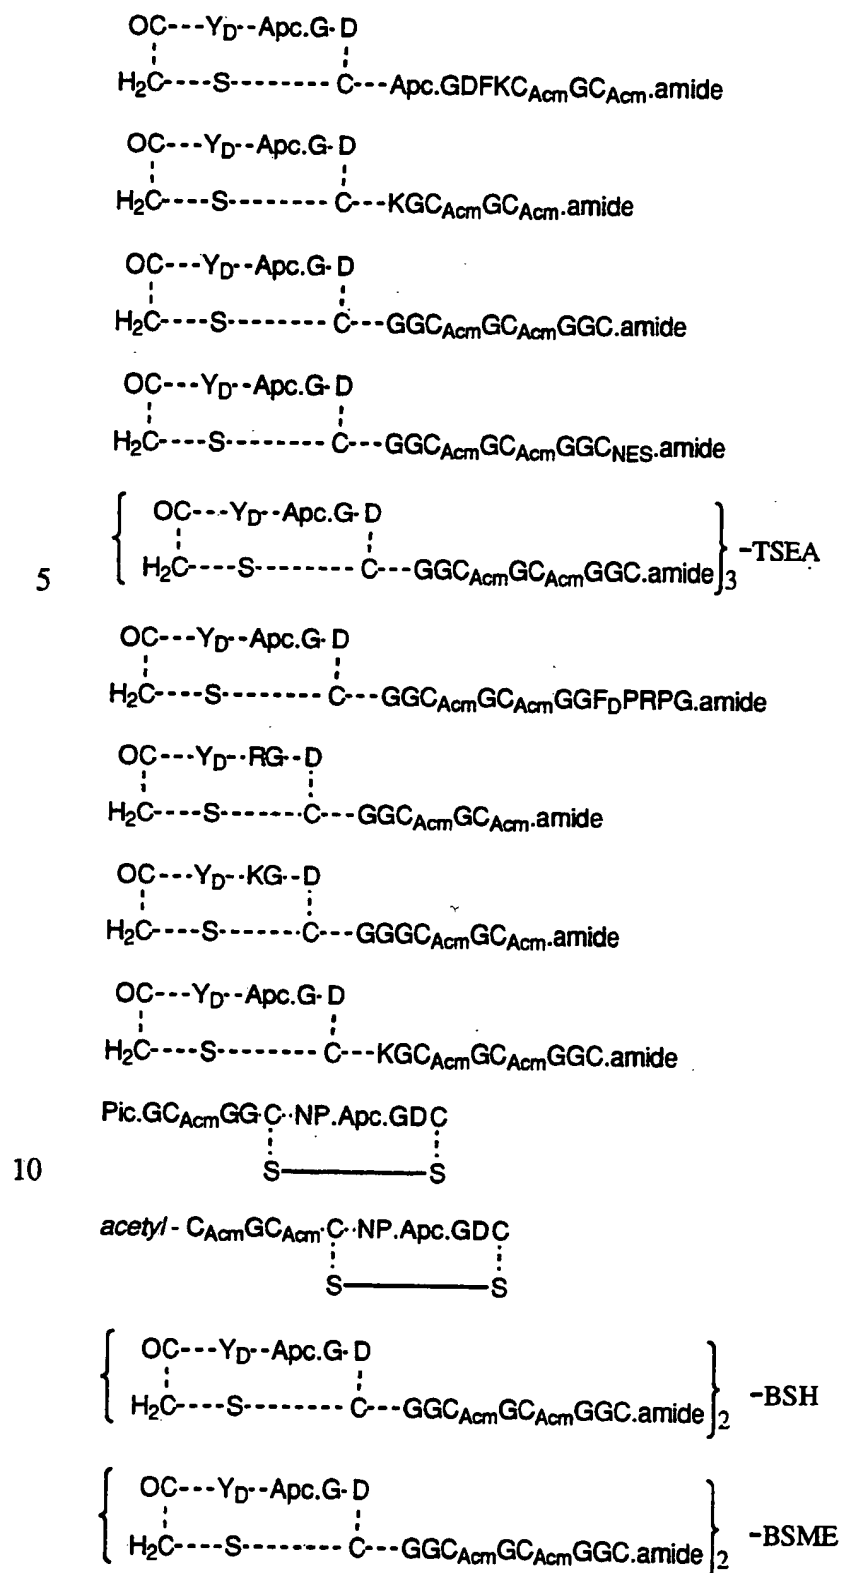 OC---YD--Apc.G-D
H2C----S--------C---Apc.GDFKCAcmGCAcm.amide
OC---YD--Apc.G-D
H2C----S--------C---KGCAcmGCAcm.amide
OC---YD--Apc.G-D
H2C----S--------C---GGCAcmGCAcmGGC.amide
OC---YD--Apc.G-D
H2C----S--------C---GGCAcmGCAcmGGCNES.amide
OC---YD--Apc.G-D
5 { H2C----S--------C---GGCAcmGCAcmGGC.amide }3 -TSEA
OC---YD--Apc.G-D
H2C----S--------C---GGCAcmGCAcmGGFDPRPG.amide
OC---YD--RG--D
H2C----S-------C---GGCAcmGCAcm.amide
OC---YD--KG--D
H2C----S-------C---GGGCAcmGCAcm.amide
OC---YD--Apc.G-D
H2C----S--------C---KGCAcmGCAcmGGC.amide
Pic.GCAcmGG-C--NP.Apc.GDC
10 S S
acetyl - CAcmGCAcm-C--NP.Apc.GDC
S S
OC---YD--Apc.G-D
{ H2C----S--------C---GGCAcmGCAcmGGC.amide }2 -BSH
OC---YD--Apc.G-D
{ H2C----S--------C---GGCAcmGCAcmGGC.amide }2 -BSME